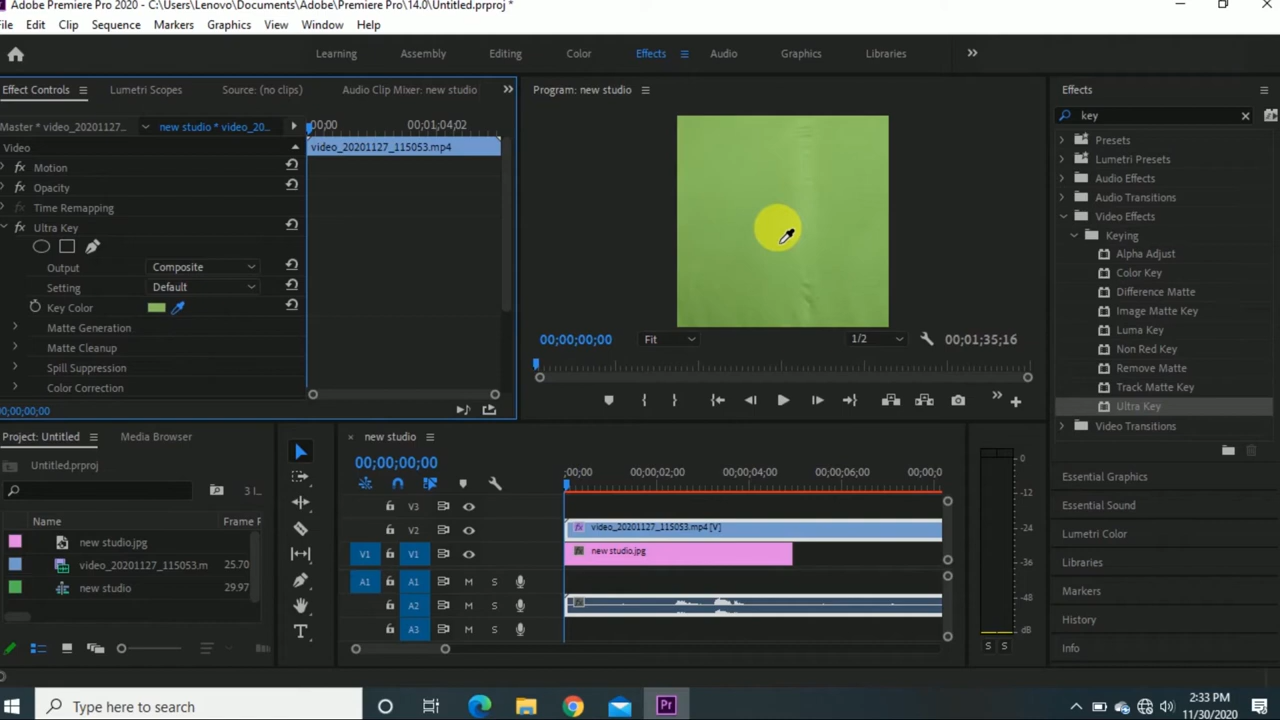 Adobe Premiere Pro 2020 - C:\Users\Lenovo\Documents\Adobe\Premiere Pro\14.0\Untitled.prproj *
File Edit Clip Sequence Markers Graphics View Window Help
Learning Assembly Editing Color Effects Audio Graphics Libraries
Effect Controls Lumetri Scopes Source: (no clips) Audio Clip Mixer: new studio
Program: new studio
Effects
key
Master * video_20201127_... new studio * video_20... ;00;00 00;01;04;02
Video
video_20201127_115053.mp4
fx Motion
fx Opacity
fx Time Remapping
fx Ultra Key
Output Composite
Setting Default
Key Color
Matte Generation
Matte Cleanup
Spill Suppression
Color Correction
00;00;00;00
00;00;00;00 Fit 1/2 00;01;35;16
Presets
Lumetri Presets
Audio Effects
Audio Transitions
Video Effects
Keying
Alpha Adjust
Color Key
Difference Matte
Image Matte Key
Luma Key
Non Red Key
Remove Matte
Track Matte Key
Ultra Key
Video Transitions
Essential Graphics
Essential Sound
Lumetri Color
Libraries
Markers
History
Info
Project: Untitled Media Browser
Untitled.prproj
3 I...
Name Frame F
new studio.jpg
video_20201127_115053.m 25.70
new studio 29.97
new studio
00;00;00;00
;00;00 00;00;02;00 00;00;04;00 00;00;06;00 00;00;0
V3
V2 fx video_20201127_115053.mp4 [V]
V1 V1 new studio.jpg
A1 A1 M S
A2 M S
A3 M S
0
-12
-24
-36
-48
dB
S S
Type here to search
Pr
2:33 PM
11/30/2020